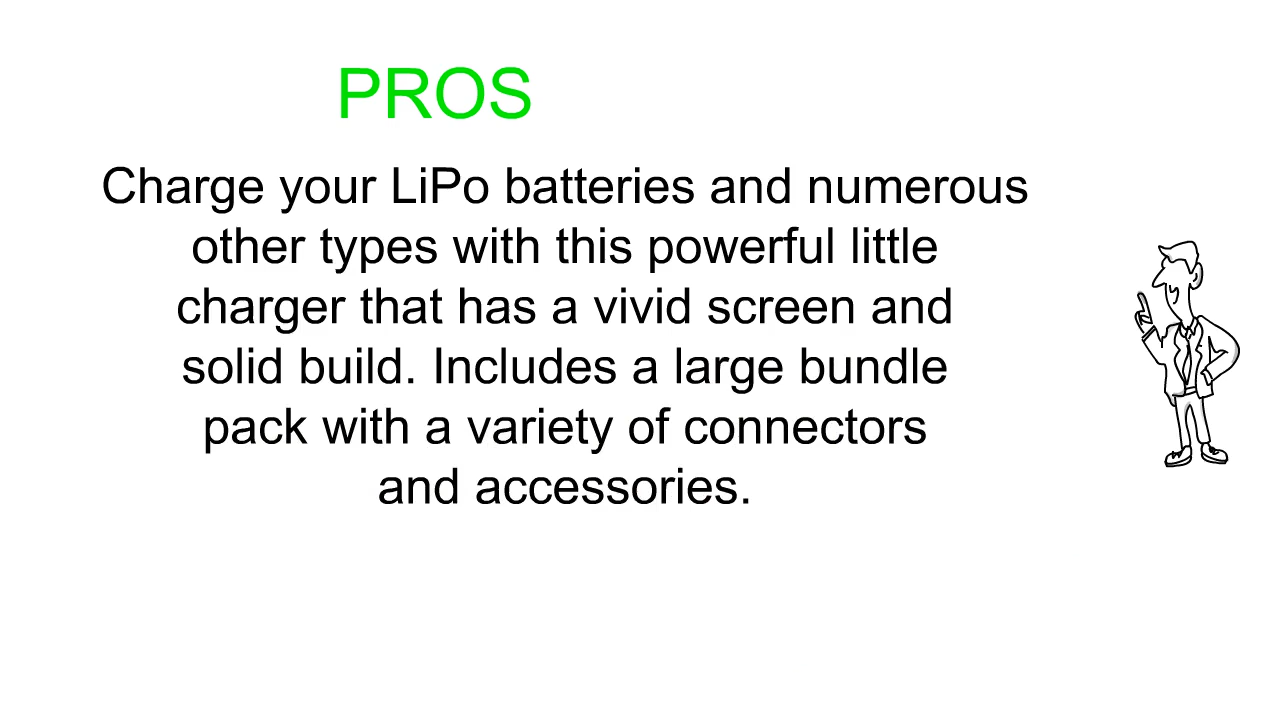 PROS
Charge your LiPo batteries and numerous
other types with this powerful little
charger that has a vivid screen and
solid build. Includes a large bundle
pack with a variety of connectors
and accessories.